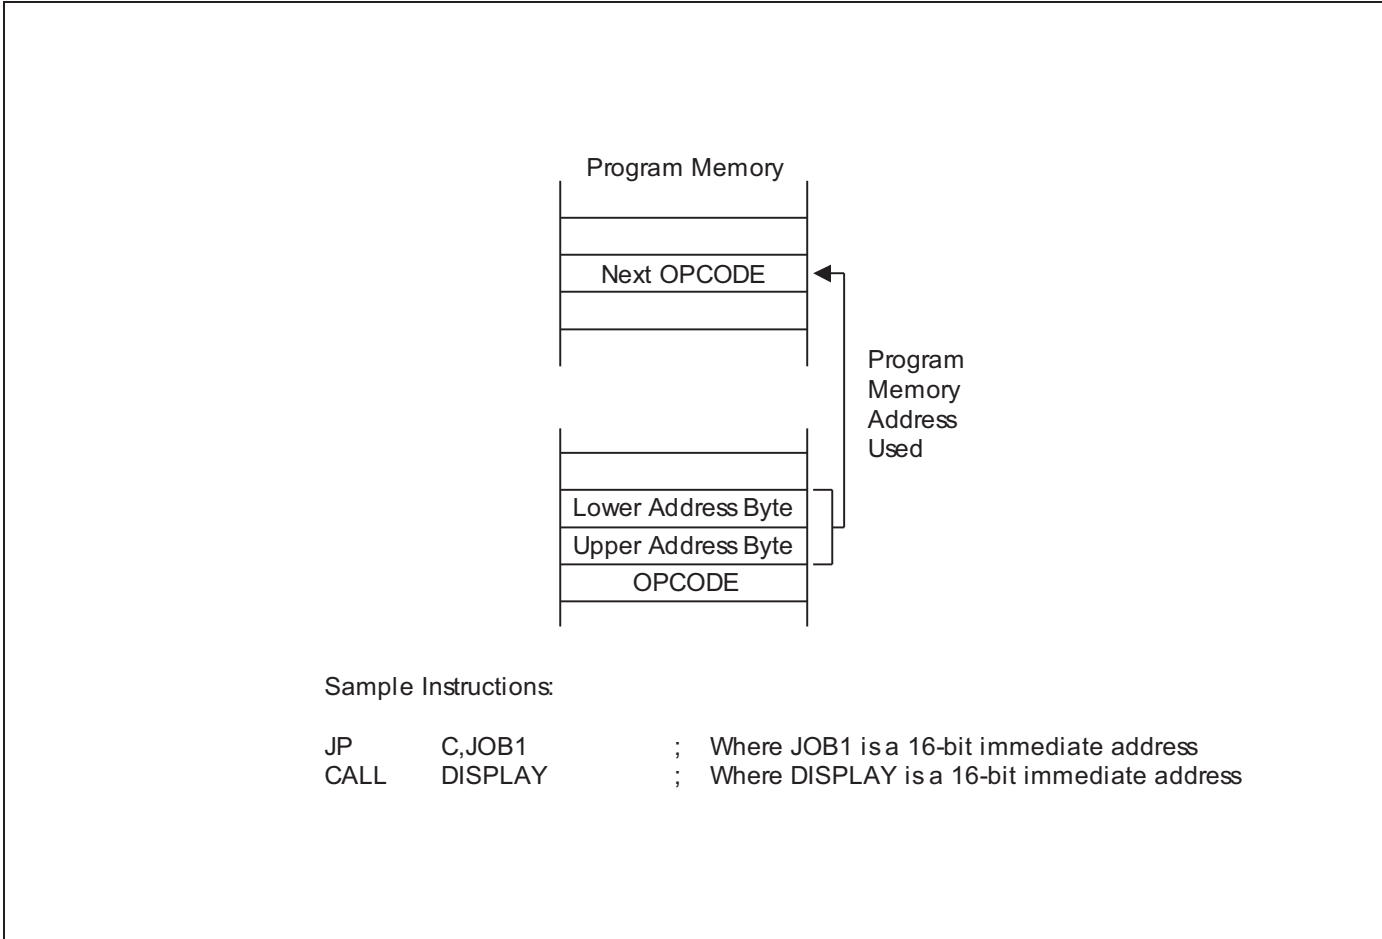 Program Memory
Next OPCODE
Program
Memory
Address
Used
Lower Address Byte
Upper Address Byte
OPCODE
Sample Instructions:
JP C,JOB1 ; Where JOB1 is a 16-bit immediate address
CALL DISPLAY ; Where DISPLAY is a 16-bit immediate address